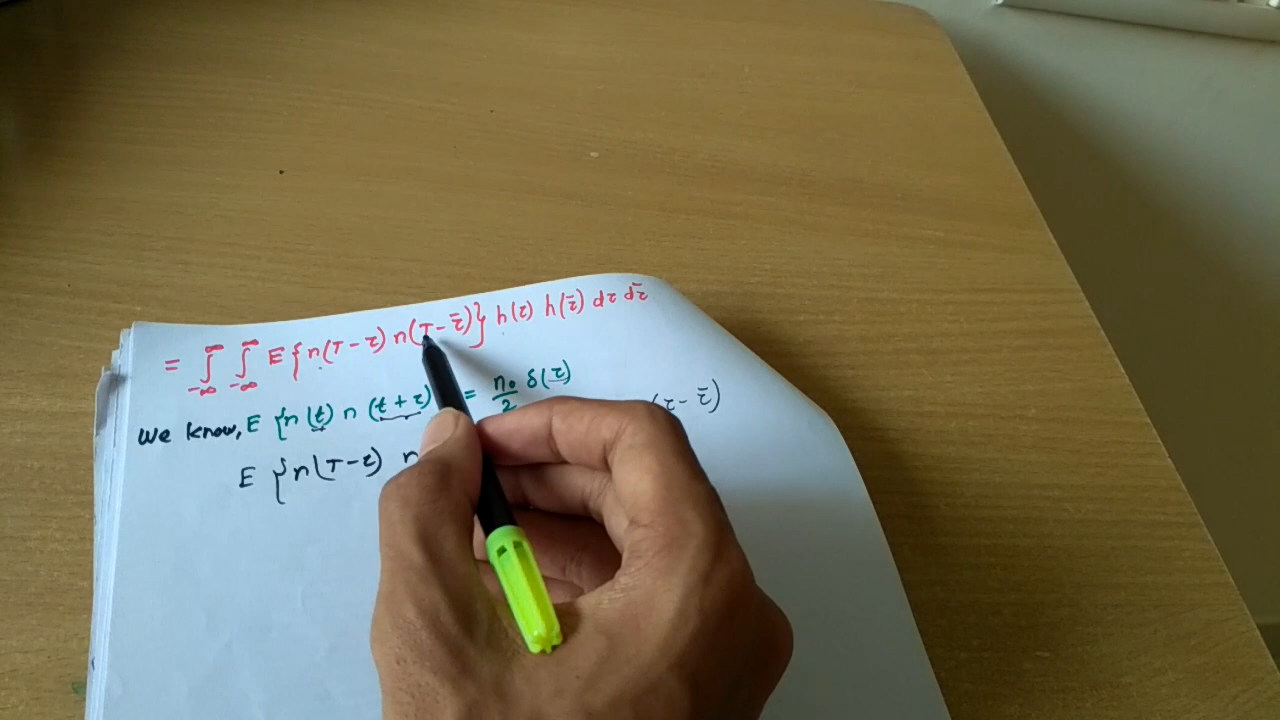 = ∫_{-∞}^{∞} ∫_{-∞}^{∞} E{n(T-τ) n(T-τ̄)} h(τ) h(τ̄) dτ dτ̄
We know, E {n(t) n(t+τ) = n₀/2 δ(τ)
E {n(T-τ) n (τ-τ̄)